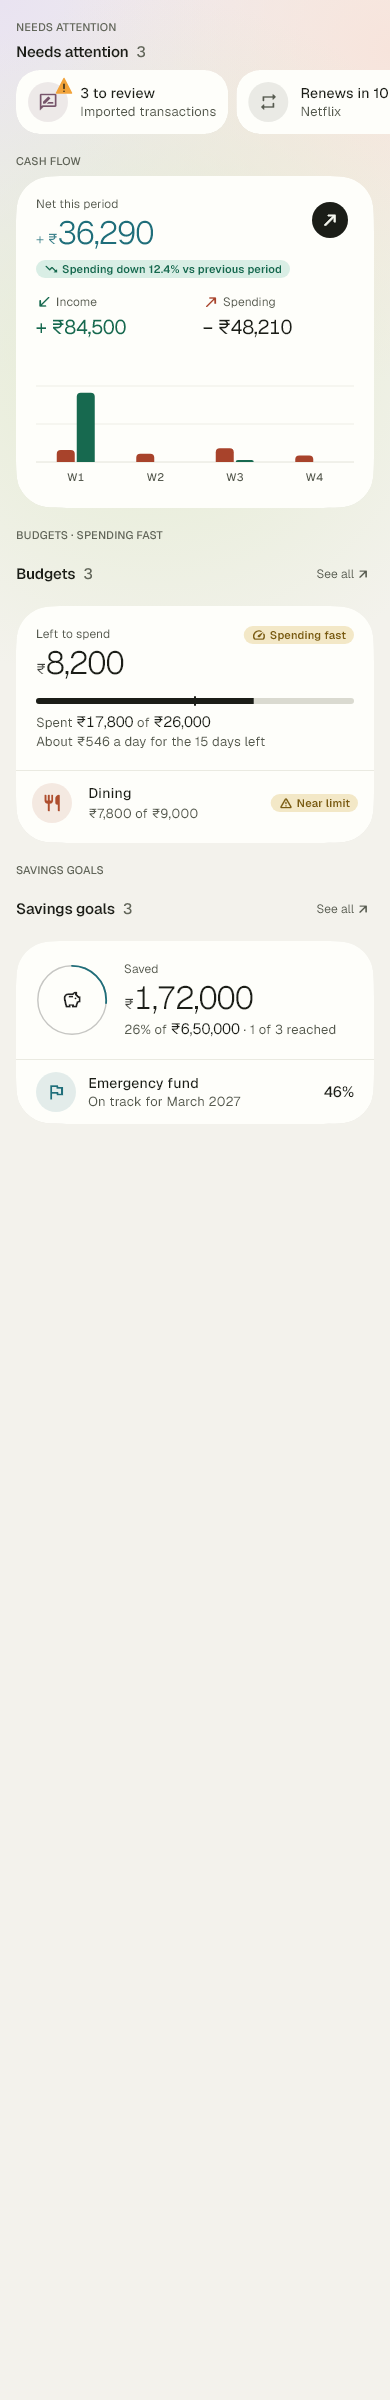 NEEDS ATTENTION
Needs attention 3
3 to review
Imported transactions
Renews in 10
Netflix
CASH FLOW
Net this period
+ ₹36,290
Spending down 12.4% vs previous period
Income
+ ₹84,500
Spending
− ₹48,210
W1 W2 W3 W4
BUDGETS · SPENDING FAST
Budgets 3
See all
Left to spend
Spending fast
₹8,200
Spent ₹17,800 of ₹26,000
About ₹546 a day for the 15 days left
Dining
₹7,800 of ₹9,000
Near limit
SAVINGS GOALS
Savings goals 3
See all
Saved
₹1,72,000
26% of ₹6,50,000 · 1 of 3 reached
Emergency fund
On track for March 2027
46%